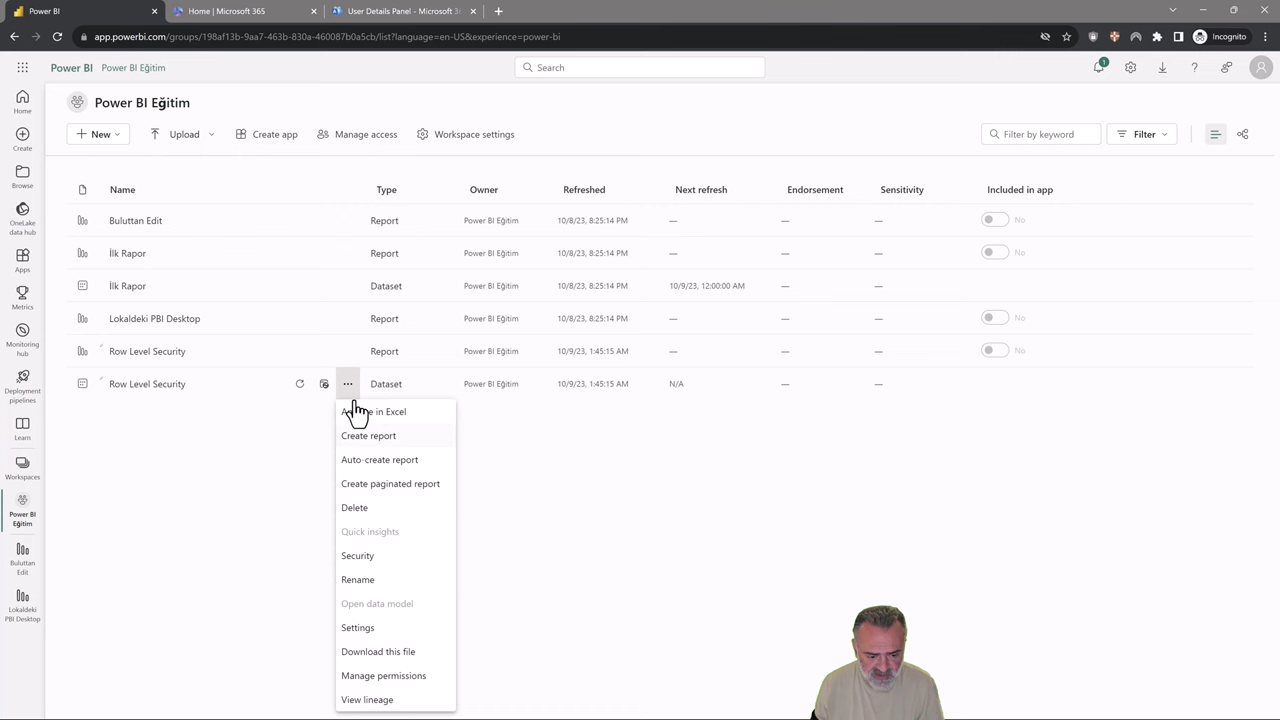 Power BI
Home | Microsoft 365
User Details Panel - Microsoft 3
app.powerbi.com/groups/198af13b-9aa7-463b-830a-460087b0a5cb/list?language=en-US&experience=power-bi
Incognito
Power BI Power BI Eğitim
Search
1
Home
Create
Browse
OneLake
data hub
Apps
Metrics
Monitoring
hub
Deployment
pipelines
Learn
Workspaces
Power BI
Eğitim
Buluttan
Edit
Lokaldeki
PBI Desktop
Power BI Eğitim
New Upload Create app Manage access Workspace settings Filter by keyword Filter
Name Type Owner Refreshed Next refresh Endorsement Sensitivity Included in app
Buluttan Edit Report Power BI Eğitim 10/8/23, 8:25:14 PM — — — No
İlk Rapor Report Power BI Eğitim 10/8/23, 8:25:14 PM — — — No
İlk Rapor Dataset Power BI Eğitim 10/8/23, 8:25:14 PM 10/9/23, 12:00:00 AM — —
Lokaldeki PBI Desktop Report Power BI Eğitim 10/8/23, 8:25:14 PM — — — No
Row Level Security Report Power BI Eğitim 10/9/23, 1:45:15 AM — — — No
Row Level Security Dataset Power BI Eğitim 10/9/23, 1:45:15 AM N/A — —
in Excel
Create report
Auto-create report
Create paginated report
Delete
Quick insights
Security
Rename
Open data model
Settings
Download this file
Manage permissions
View lineage